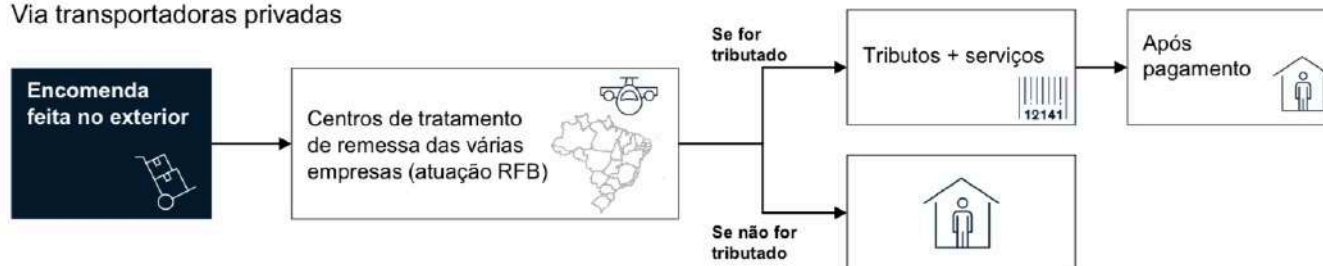 Via transportadoras privadas
Encomenda
feita no exterior
Centros de tratamento
de remessa das várias
empresas (atuação RFB)
Se for
tributado
Tributos + serviços
12141
Após
pagamento
Se não for
tributado